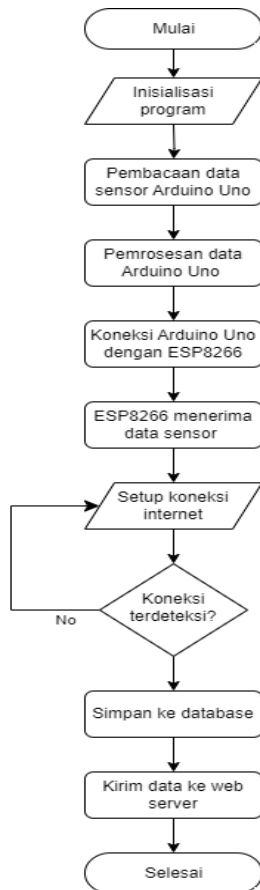 Mulai
Inisialisasi
program
Pembacaan data
sensor Arduino Uno
Pemrosesan data
Arduino Uno
Koneksi Arduino Uno
dengan ESP8266
ESP8266 menerima
data sensor
Setup koneksi
internet
Koneksi
terdeteksi?
No
Simpan ke database
Kirim data ke web
server
Selesai